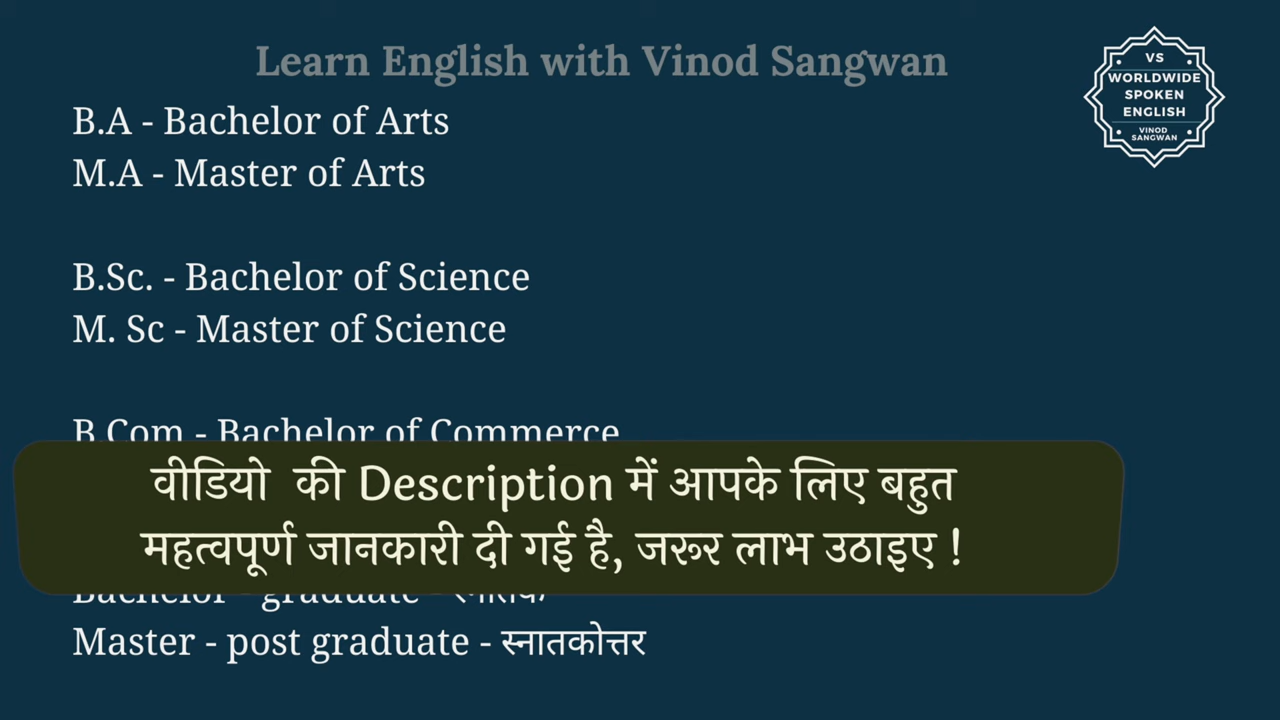 Learn English with Vinod Sangwan
VS
WORLDWIDE
SPOKEN
ENGLISH
VINOD
SANGWAN
B.A - Bachelor of Arts
M.A - Master of Arts
B.Sc. - Bachelor of Science
M. Sc - Master of Science
B.Com - Bachelor of Commerce
वीडियो की Description में आपके लिए बहुत
महत्वपूर्ण जानकारी दी गई है, जरूर लाभ उठाइए !
Bachelor - graduate - स्नातक
Master - post graduate - स्नातकोत्तर